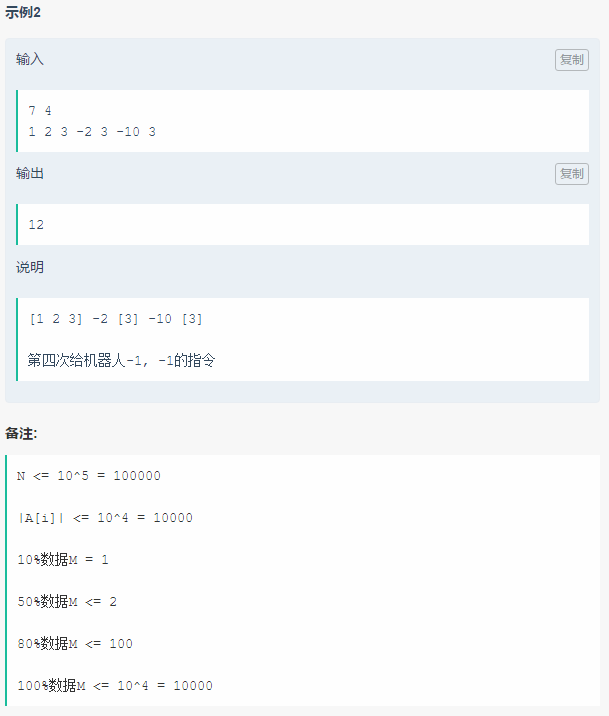 示例2
输入
复制
7 4
1 2 3 -2 3 -10 3
输出
复制
12
说明
[1 2 3] -2 [3] -10 [3]
第四次给机器人-1, -1的指令
备注:
N <= 10^5 = 100000
|A[i]| <= 10^4 = 10000
10%数据M = 1
50%数据M <= 2
80%数据M <= 100
100%数据M <= 10^4 = 10000